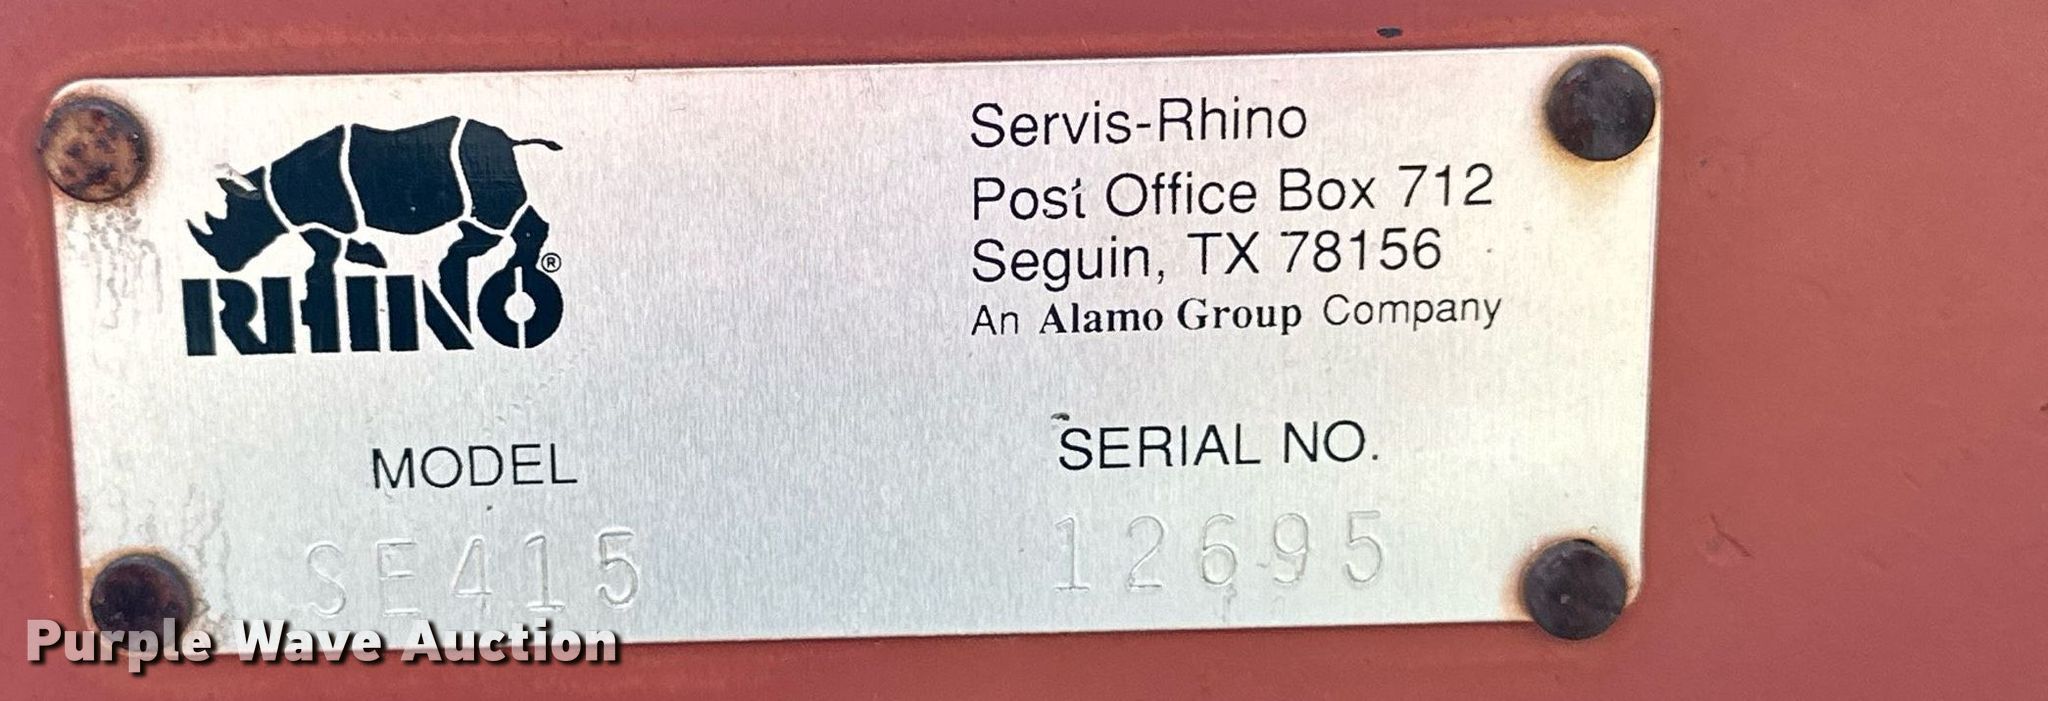 RHINO®
Servis-Rhino
Post Office Box 712
Seguin, TX 78156
An Alamo Group Company
MODEL
SERIAL NO.
SE415
12695
Purple Wave Auction